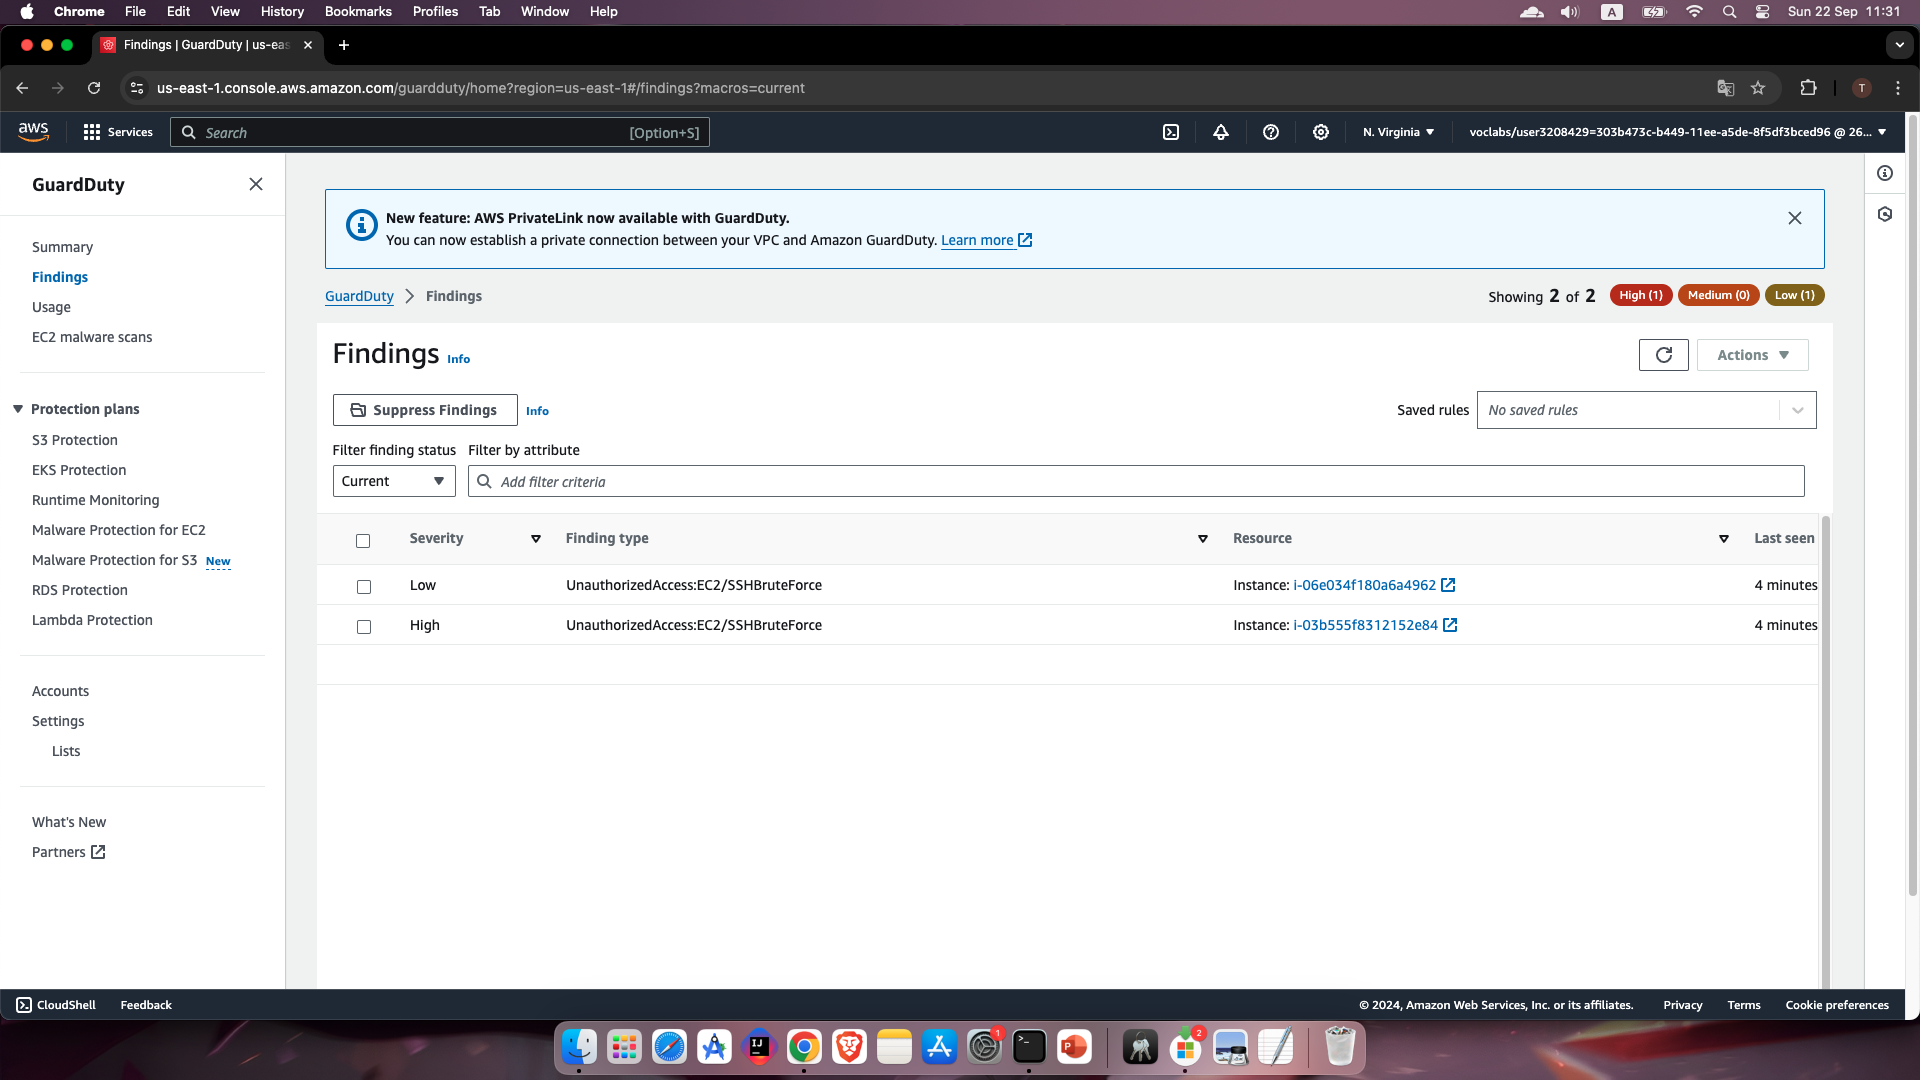 Chrome File Edit View History Bookmarks Profiles Tab Window Help
A
Sun 22 Sep 11:31
Findings | GuardDuty | us-eas
us-east-1.console.aws.amazon.com/guardduty/home?region=us-east-1#/findings?macros=current
T
aws
Services
Search
[Option+S]
N. Virginia
voclabs/user3208429=303b473c-b449-11ee-a5de-8f5df3bced96 @ 26...
GuardDuty
Summary
Findings
Usage
EC2 malware scans
Protection plans
S3 Protection
EKS Protection
Runtime Monitoring
Malware Protection for EC2
Malware Protection for S3 New
RDS Protection
Lambda Protection
Accounts
Settings
Lists
What's New
Partners
New feature: AWS PrivateLink now available with GuardDuty.
You can now establish a private connection between your VPC and Amazon GuardDuty. Learn more
GuardDuty
Findings
Showing 2 of 2
High (1)
Medium (0)
Low (1)
Findings Info
Actions
Suppress Findings
Info
Saved rules
No saved rules
Filter finding status
Filter by attribute
Current
Add filter criteria
Severity Finding type Resource Last seen
Low UnauthorizedAccess:EC2/SSHBruteForce Instance: i-06e034f180a6a4962 4 minutes
High UnauthorizedAccess:EC2/SSHBruteForce Instance: i-03b555f8312152e84 4 minutes
CloudShell Feedback
© 2024, Amazon Web Services, Inc. or its affiliates. Privacy Terms Cookie preferences
IJ
1
P
2